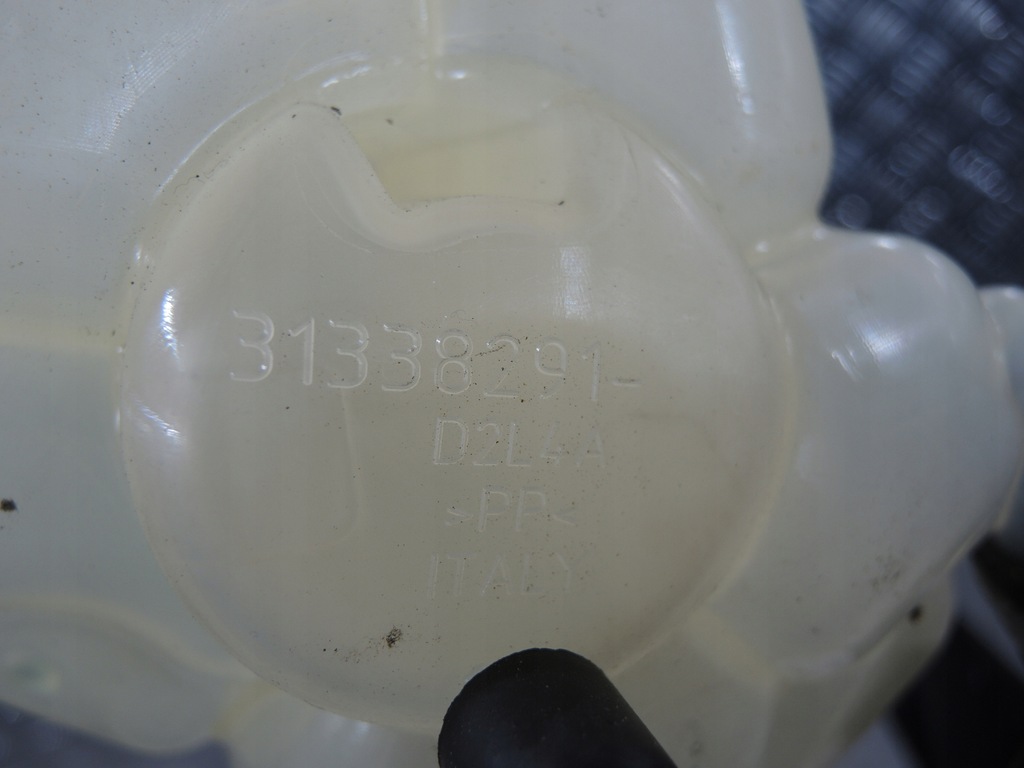 31338291-
D2L4A
>PP<
ITALY